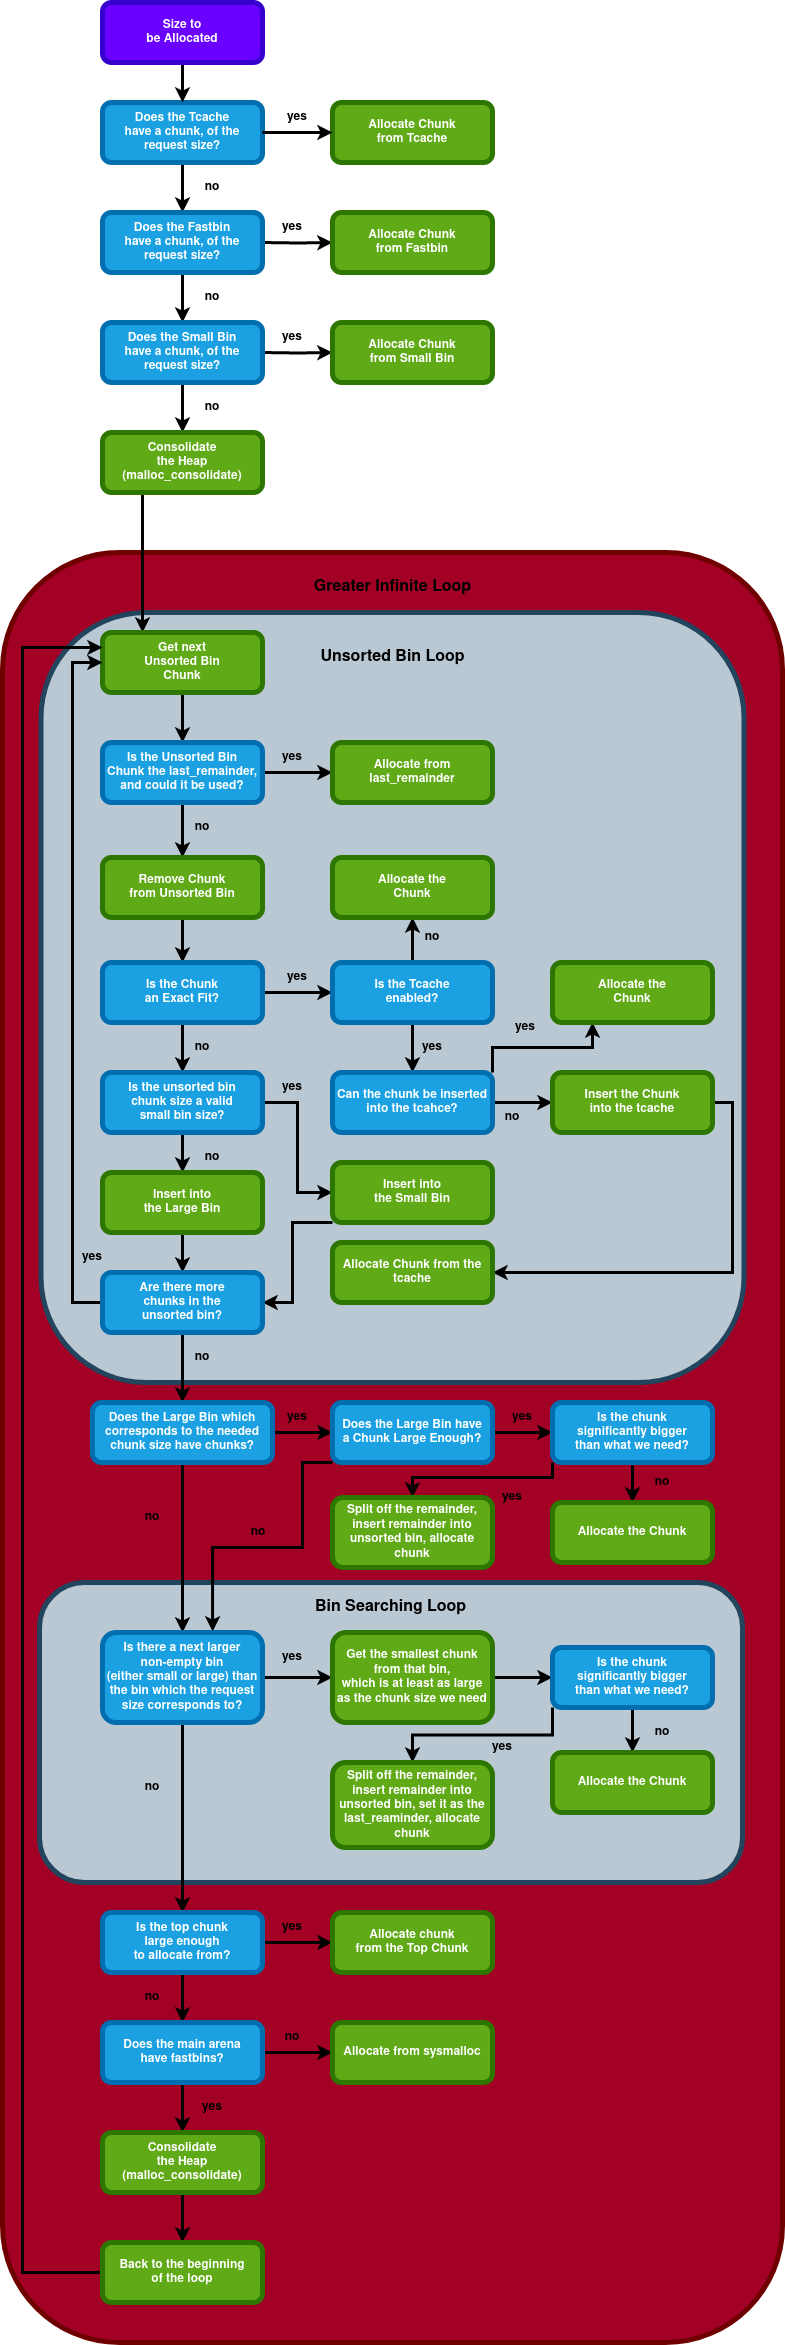 Size to
be Allocated
Does the Tcache
have a chunk, of the
request size?
yes
Allocate Chunk
from Tcache
no
Does the Fastbin
have a chunk, of the
request size?
yes
Allocate Chunk
from Fastbin
no
Does the Small Bin
have a chunk, of the
request size?
yes
Allocate Chunk
from Small Bin
no
Consolidate
the Heap
(malloc_consolidate)
Greater Infinite Loop
Unsorted Bin Loop
Get next
Unsorted Bin
Chunk
Is the Unsorted Bin
Chunk the last_remainder,
and could it be used?
yes
Allocate from
last_remainder
no
Remove Chunk
from Unsorted Bin
Allocate the
Chunk
no
Is the Chunk
an Exact Fit?
yes
Is the Tcache
enabled?
Allocate the
Chunk
no
yes
yes
Is the unsorted bin
chunk size a valid
small bin size?
yes
Can the chunk be inserted
into the tcahce?
no
Insert the Chunk
into the tcache
no
Insert into
the Large Bin
Insert into
the Small Bin
Allocate Chunk from the
tcache
yes
Are there more
chunks in the
unsorted bin?
no
Does the Large Bin which
corresponds to the needed
chunk size have chunks?
yes
Does the Large Bin have
a Chunk Large Enough?
yes
Is the chunk
significantly bigger
than what we need?
no
yes
Split off the remainder,
insert remainder into
unsorted bin, allocate
chunk
Allocate the Chunk
no
no
Bin Searching Loop
Is there a next larger
non-empty bin
(either small or large) than
the bin which the request
size corresponds to?
yes
Get the smallest chunk
from that bin,
which is at least as large
as the chunk size we need
Is the chunk
significantly bigger
than what we need?
no
yes
Split off the remainder,
insert remainder into
unsorted bin, set it as the
last_reaminder, allocate
chunk
Allocate the Chunk
no
Is the top chunk
large enough
to allocate from?
yes
Allocate chunk
from the Top Chunk
no
Does the main arena
have fastbins?
no
Allocate from sysmalloc
yes
Consolidate
the Heap
(malloc_consolidate)
Back to the beginning
of the loop